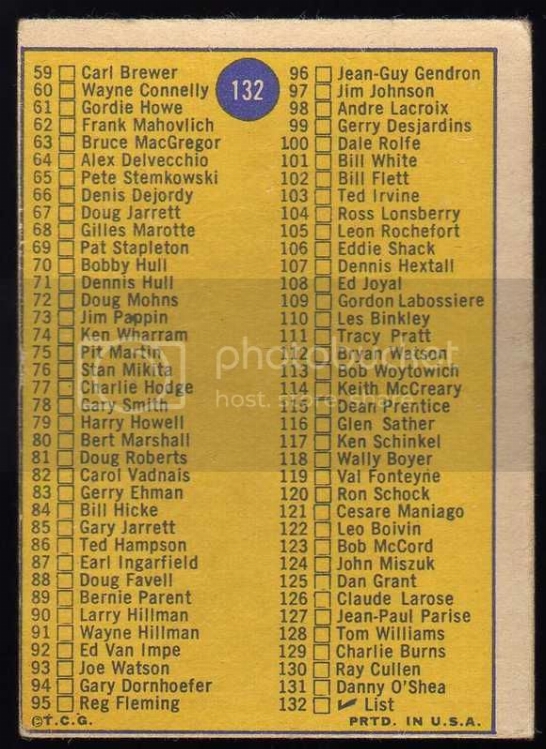 132
59 Carl Brewer
60 Wayne Connelly
61 Gordie Howe
62 Frank Mahovlich
63 Bruce MacGregor
64 Alex Delvecchio
65 Pete Stemkowski
66 Denis Dejordy
67 Doug Jarrett
68 Gilles Marotte
69 Pat Stapleton
70 Bobby Hull
71 Dennis Hull
72 Doug Mohns
73 Jim Pappin
74 Ken Wharram
75 Pit Martin
76 Stan Mikita
77 Charlie Hodge
78 Gary Smith
79 Harry Howell
80 Bert Marshall
81 Doug Roberts
82 Carol Vadnais
83 Gerry Ehman
84 Bill Hicke
85 Gary Jarrett
86 Ted Hampson
87 Earl Ingarfield
88 Doug Favell
89 Bernie Parent
90 Larry Hillman
91 Wayne Hillman
92 Ed Van Impe
93 Joe Watson
94 Gary Dornhoefer
95 Reg Fleming
96 Jean-Guy Gendron
97 Jim Johnson
98 Andre Lacroix
99 Gerry Desjardins
100 Dale Rolfe
101 Bill White
102 Bill Flett
103 Ted Irvine
104 Ross Lonsberry
105 Leon Rochefort
106 Eddie Shack
107 Dennis Hextall
108 Ed Joyal
109 Gordon Labossiere
110 Les Binkley
111 Tracy Pratt
112 Bryan Watson
113 Bob Woytowich
114 Keith McCreary
115 Dean Prentice
116 Glen Sather
117 Ken Schinkel
118 Wally Boyer
119 Val Fonteyne
120 Ron Schock
121 Cesare Maniago
122 Leo Boivin
123 Bob McCord
124 John Miszuk
125 Dan Grant
126 Claude Larose
127 Jean-Paul Parise
128 Tom Williams
129 Charlie Burns
130 Ray Cullen
131 Danny O'Shea
132 ✓ List
©T.C.G.
PRTD. IN U.S.A.
photobucket
host. store. share.